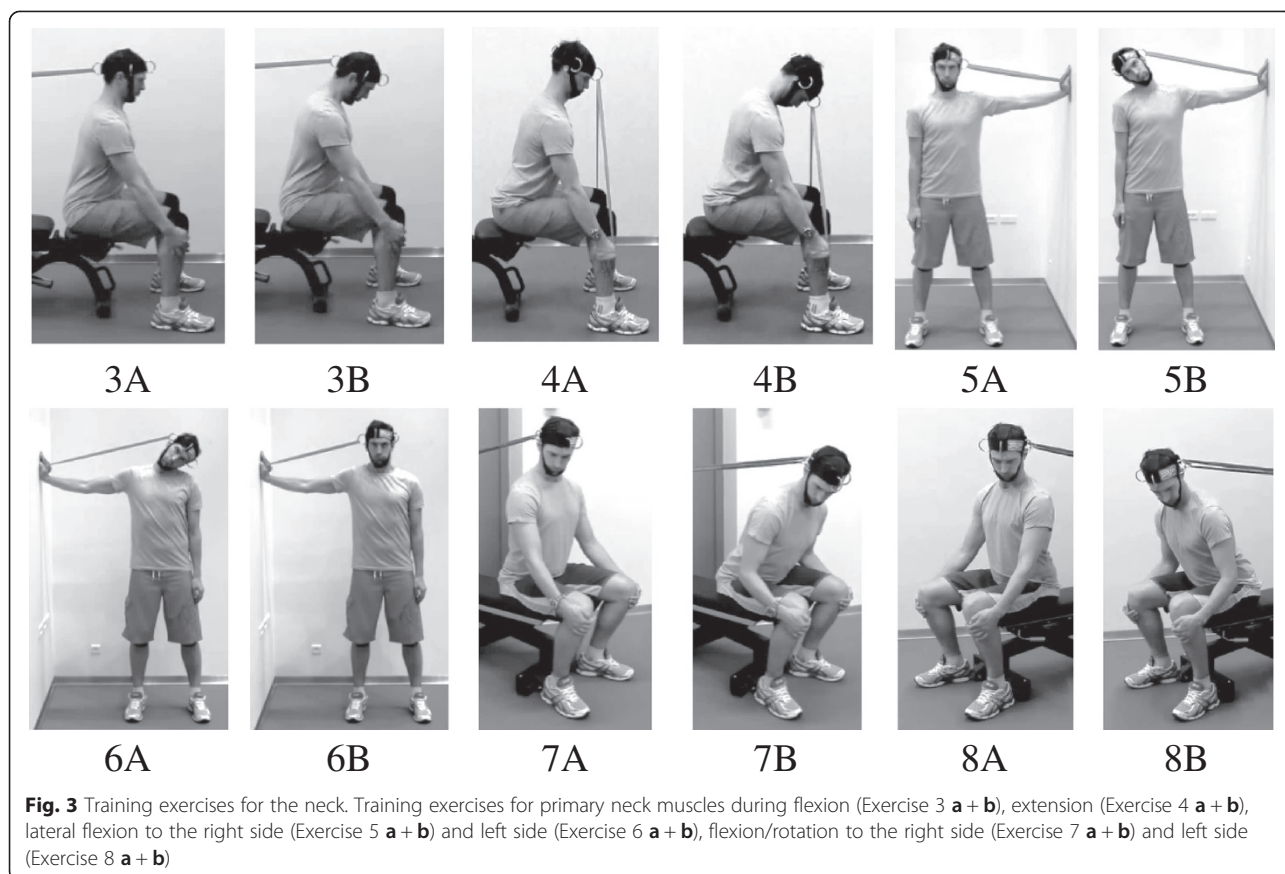 3A 3B 4A 4B 5A 5B
6A 6B 7A 7B 8A 8B
Fig. 3 Training exercises for the neck. Training exercises for primary neck muscles during flexion (Exercise 3 a + b), extension (Exercise 4 a + b),
lateral flexion to the right side (Exercise 5 a + b) and left side (Exercise 6 a + b), flexion/rotation to the right side (Exercise 7 a + b) and left side
(Exercise 8 a + b)